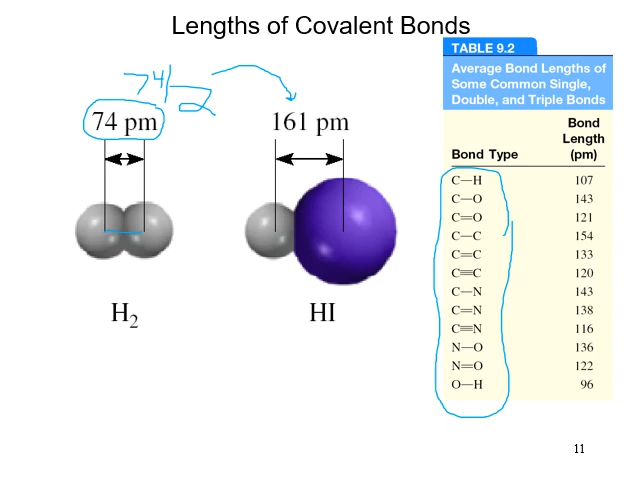 Lengths of Covalent Bonds
74/2
74 pm
161 pm
H₂
HI
TABLE 9.2
Average Bond Lengths of
Some Common Single,
Double, and Triple Bonds
Bond
Length
Bond Type (pm)
C—H 107
C—O 143
C=O 121
C—C 154
C=C 133
C≡C 120
C—N 143
C=N 138
C≡N 116
N—O 136
N=O 122
O—H 96
11